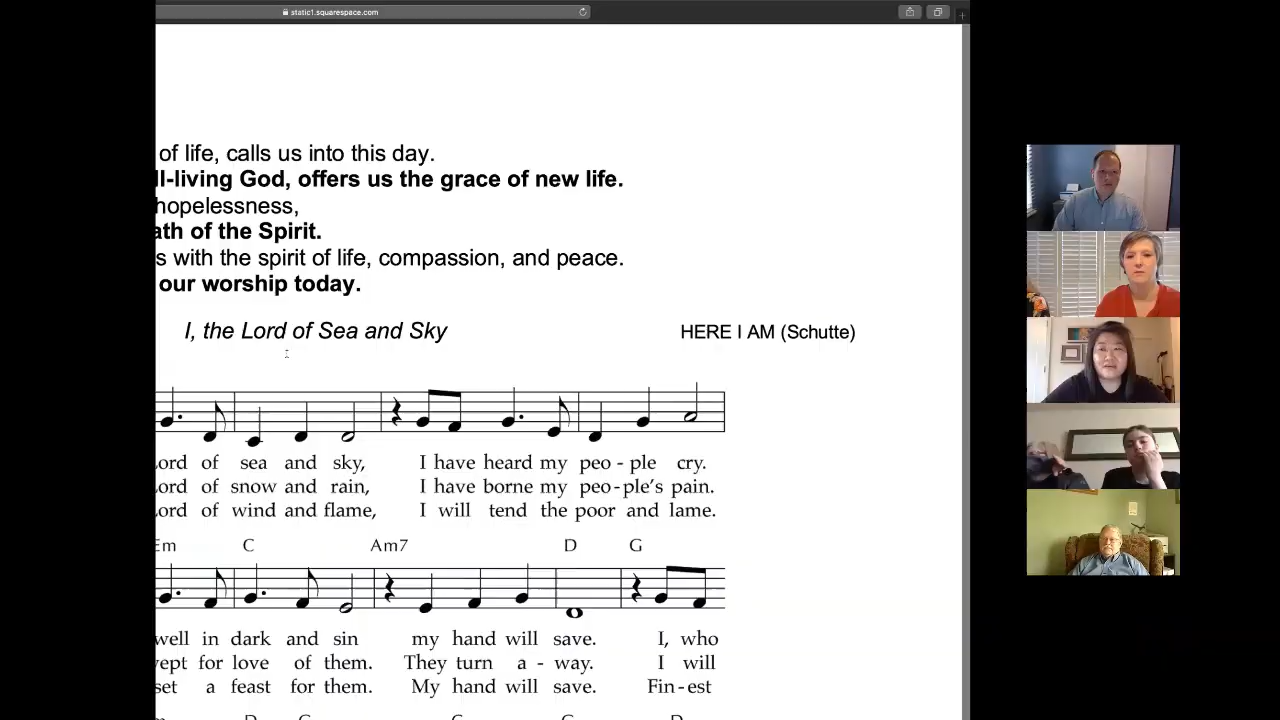 static1.squarespace.com
of life, calls us into this day.
ll-living God, offers us the grace of new life.
hopelessness,
ath of the Spirit.
s with the spirit of life, compassion, and peace.
our worship today.
I, the Lord of Sea and Sky HERE I AM (Schutte)
Lord of sea and sky, I have heard my peo - ple cry.
Lord of snow and rain, I have borne my peo - ple's pain.
Lord of wind and flame, I will tend the poor and lame.
Em C Am7 D G
well in dark and sin my hand will save. I, who
wept for love of them. They turn a - way. I will
set a feast for them. My hand will save. Fin - est